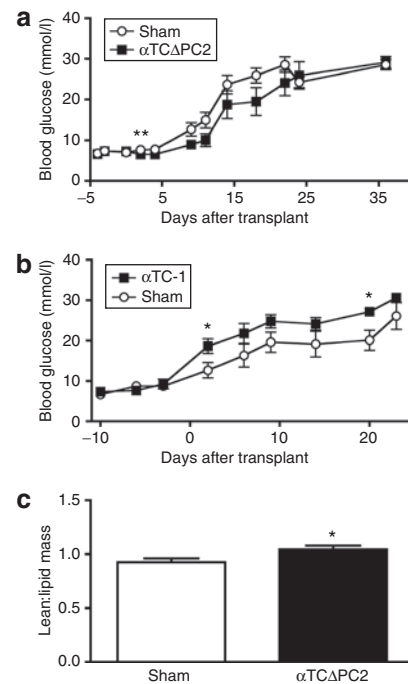 a
Blood glucose (mmol/l)
40
30
20
10
0
Sham
αTCΔPC2
**
−5
5
15
25
35
Days after transplant
b
Blood glucose (mmol/l)
40
30
20
10
0
αTC-1
Sham
*
*
−10
0
10
20
Days after transplant
c
Lean:lipid mass
1.5
1.0
0.5
0.0
*
Sham
αTCΔPC2